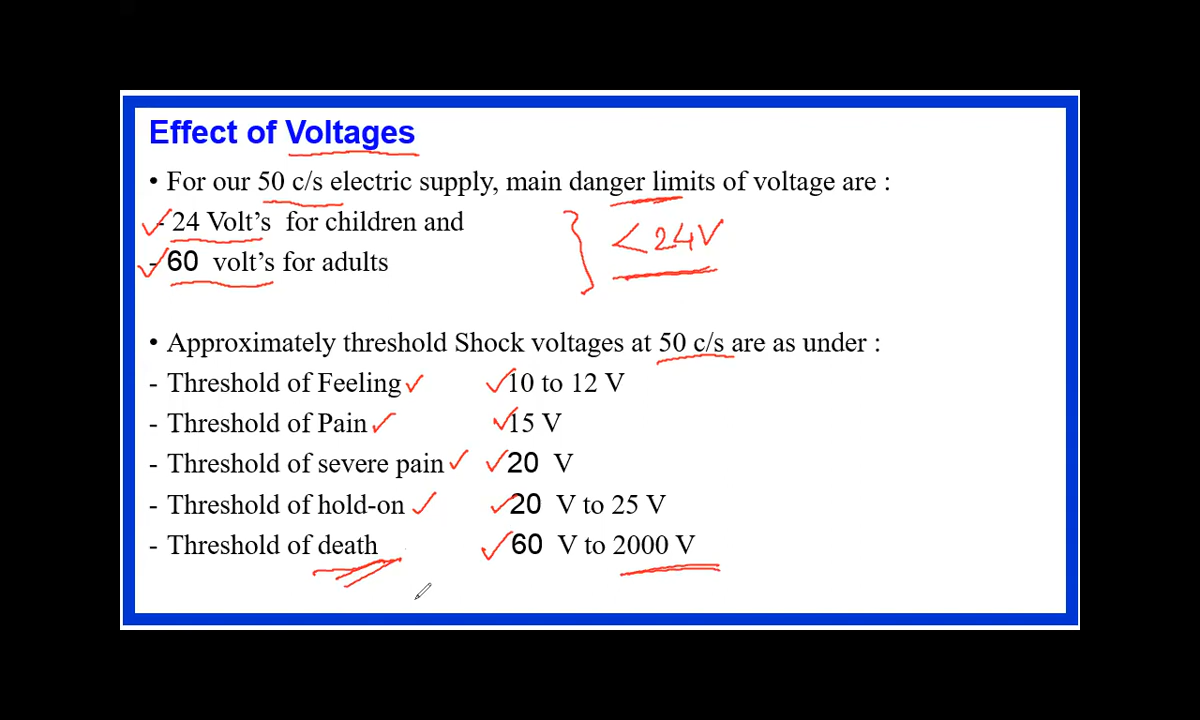 Effect of Voltages
• For our 50 c/s electric supply, main danger limits of voltage are :
- 24 Volt's for children and
- 60 volt's for adults
< 24V
• Approximately threshold Shock voltages at 50 c/s are as under :
- Threshold of Feeling 10 to 12 V
- Threshold of Pain 15 V
- Threshold of severe pain 20 V
- Threshold of hold-on 20 V to 25 V
- Threshold of death 60 V to 2000 V